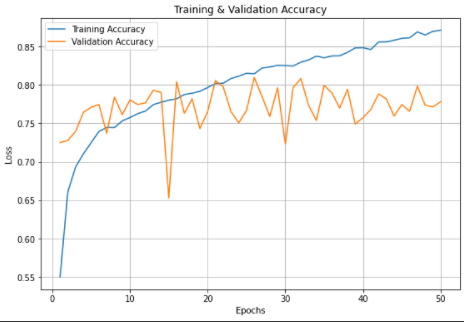 Training & Validation Accuracy
Training Accuracy
Validation Accuracy
0.85
0.80
0.75
0.70
0.65
0.60
0.55
Loss
0 10 20 30 40 50
Epochs